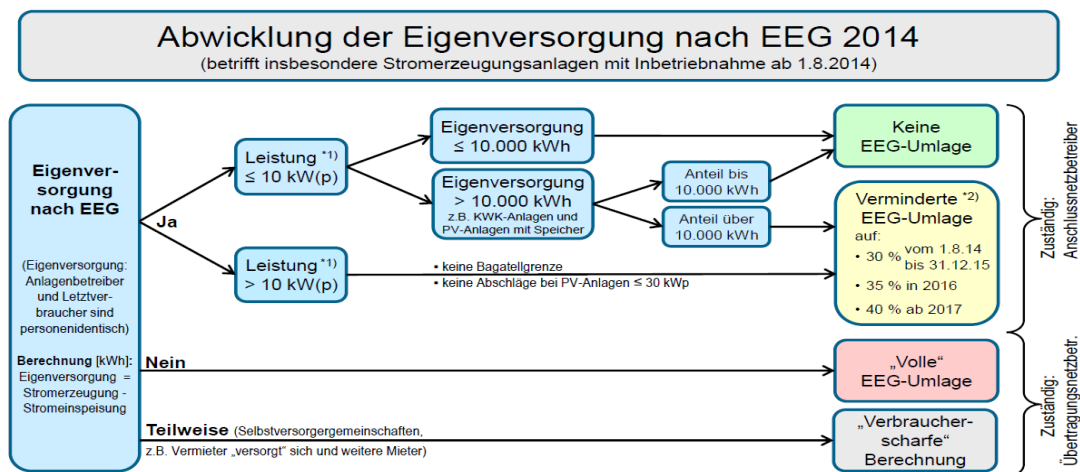 Abwicklung der Eigenversorgung nach EEG 2014
(betrifft insbesondere Stromerzeugungsanlagen mit Inbetriebnahme ab 1.8.2014)
Eigenver-
sorgung
nach EEG
(Eigenversorgung:
Anlagenbetreiber
und Letztver-
braucher sind
personenidentisch)
Berechnung [kWh]:
Eigenversorgung =
Stromerzeugung -
Stromeinspeisung
Ja
Leistung *1)
≤ 10 kW(p)
Eigenversorgung
≤ 10.000 kWh
Eigenversorgung
> 10.000 kWh
z.B. KWK-Anlagen und
PV-Anlagen mit Speicher
Anteil bis
10.000 kWh
Anteil über
10.000 kWh
Keine
EEG-Umlage
Leistung *1)
> 10 kW(p)
• keine Bagatellgrenze
• keine Abschläge bei PV-Anlagen ≤ 30 kWp
Verminderte *2)
EEG-Umlage
auf:
• 30 % vom 1.8.14
bis 31.12.15
• 35 % in 2016
• 40 % ab 2017
Zuständig:
Anschlussnetzbetreiber
Nein
„Volle"
EEG-Umlage
Teilweise (Selbstversorgergemeinschaften,
z.B. Vermieter „versorgt" sich und weitere Mieter)
„Verbraucher-
scharfe"
Berechnung
Zuständig:
Übertragungsnetzbetr.